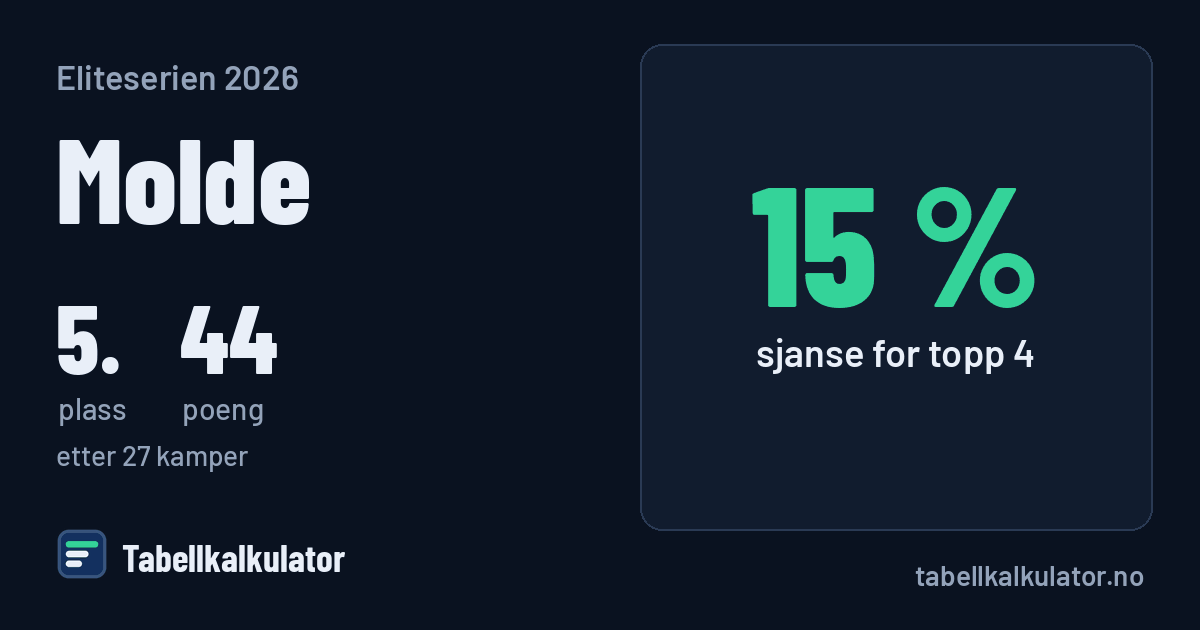 Eliteserien 2026
Molde
5. 44
plass poeng
etter 27 kamper
Tabellkalkulator
15 %
sjanse for topp 4
tabellkalkulator.no